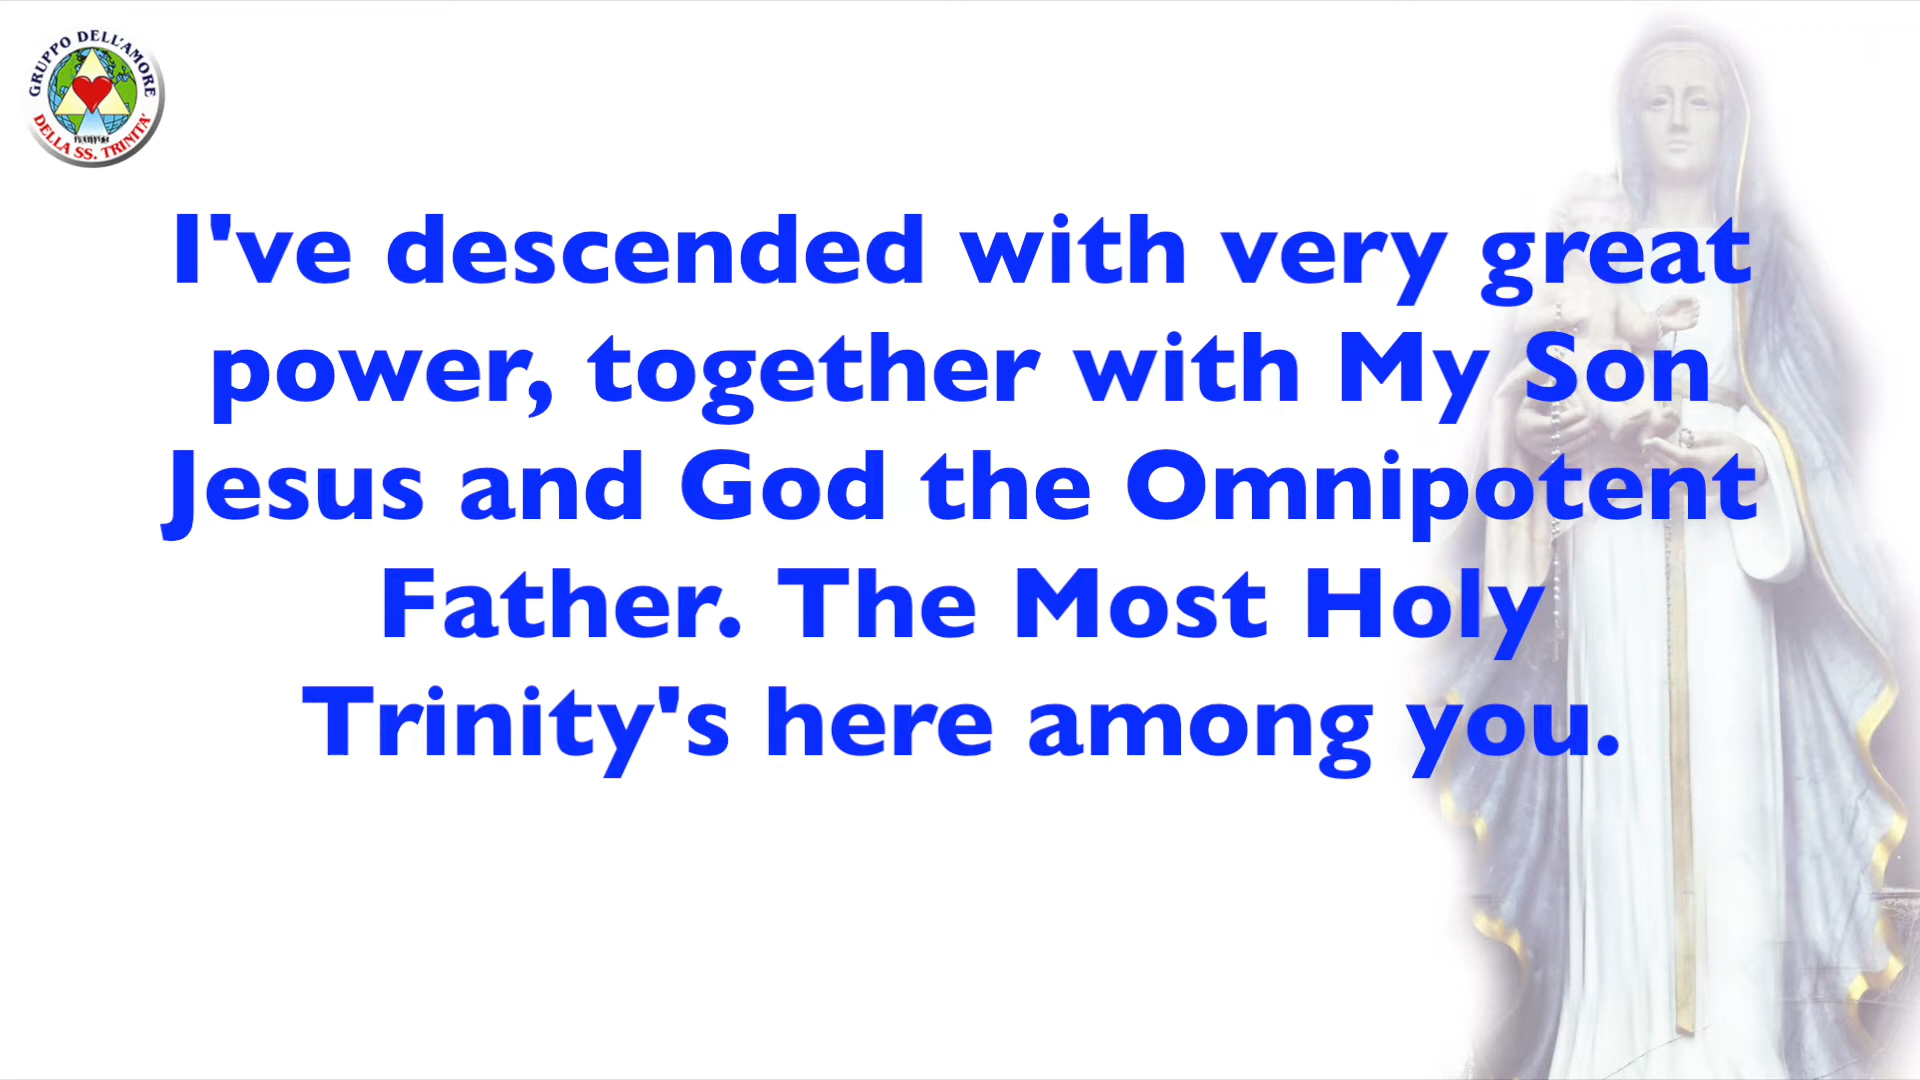 GRUPPO DELL'AMORE
DELLA SS. TRINITA'
I've descended with very great
power, together with My Son
Jesus and God the Omnipotent
Father. The Most Holy
Trinity's here among you.